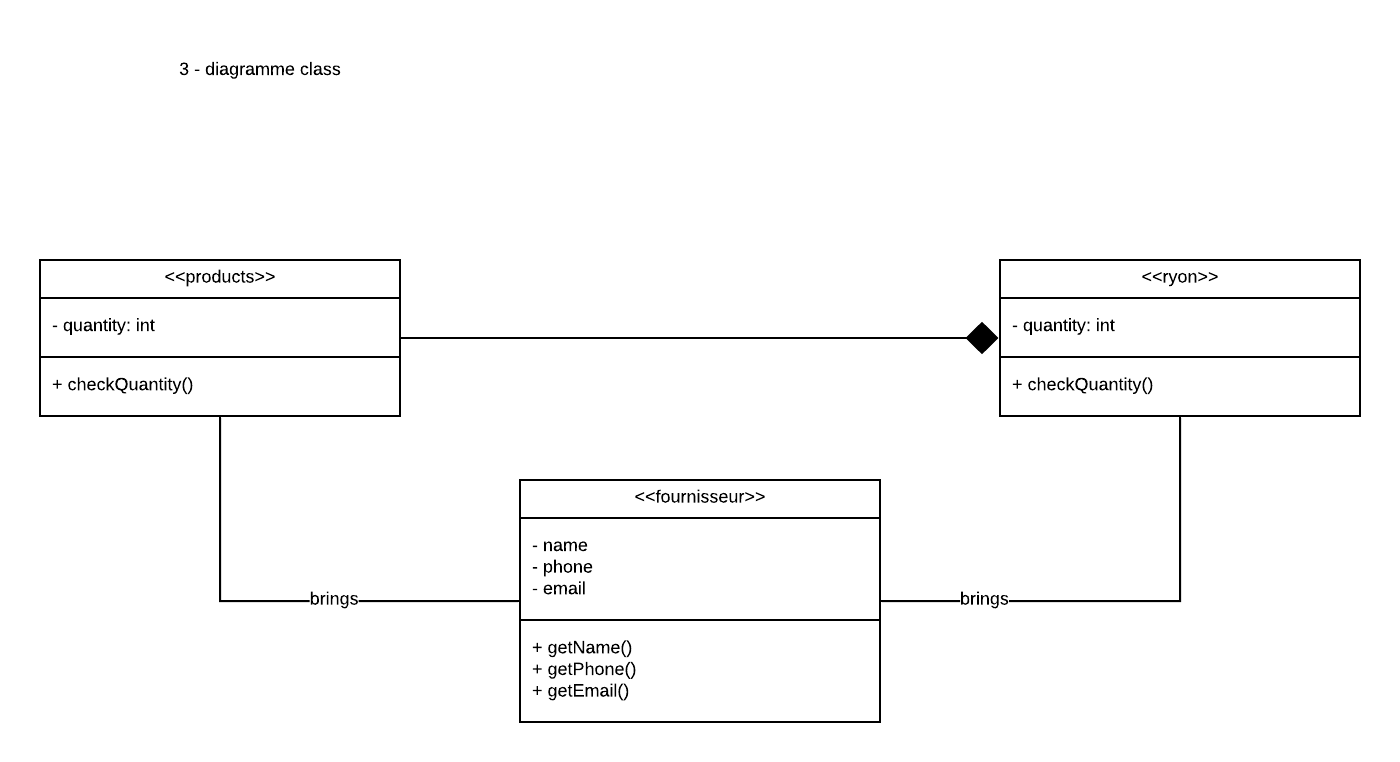 3 - diagramme class
<<products>>
- quantity: int
+ checkQuantity()
<<ryon>>
- quantity: int
+ checkQuantity()
<<fournisseur>>
- name
- phone
- email
+ getName()
+ getPhone()
+ getEmail()
brings
brings